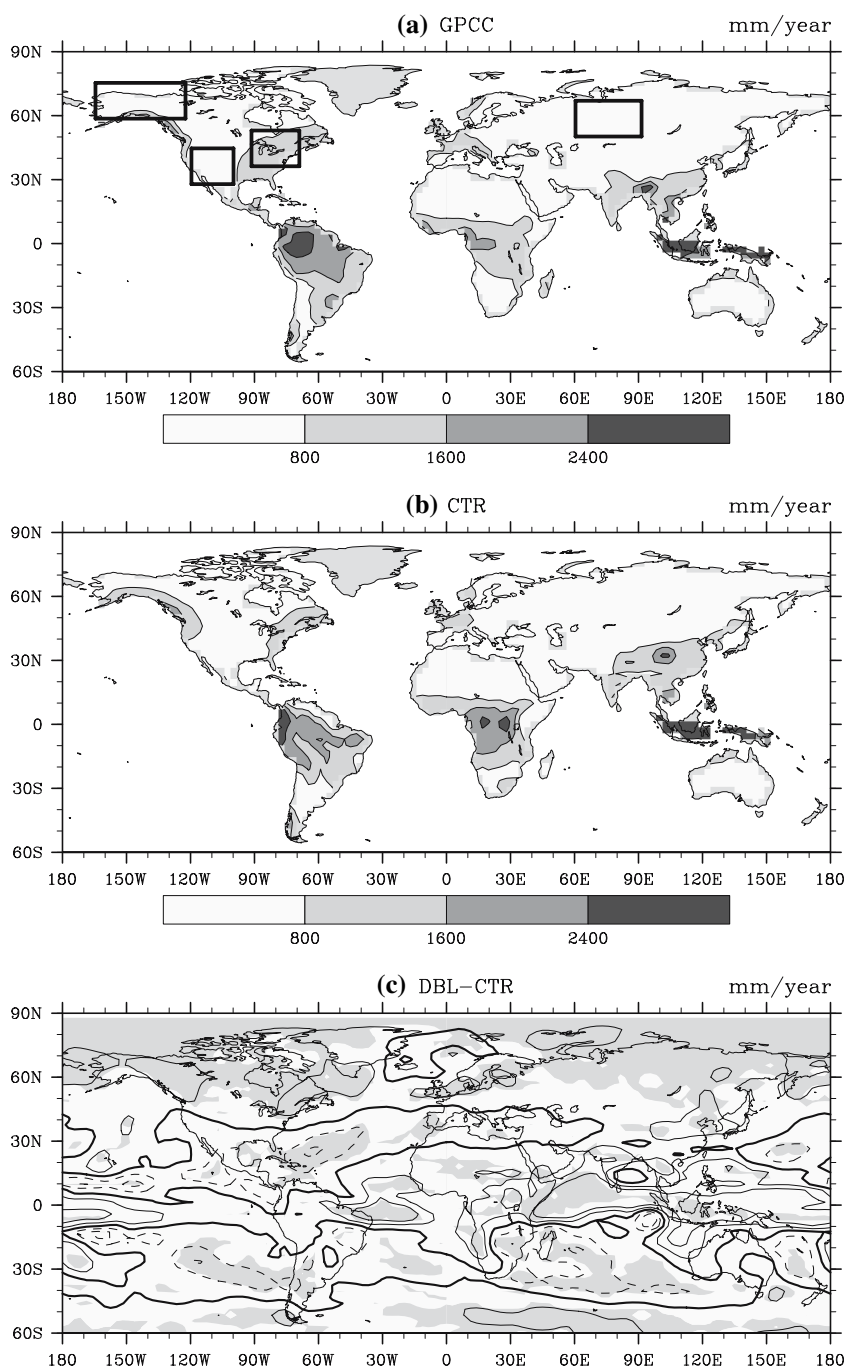 (a) GPCC mm/year
90N
60N
30N
0
30S
60S
180 150W 120W 90W 60W 30W 0 30E 60E 90E 120E 150E 180
800 1600 2400
(b) CTR mm/year
90N
60N
30N
0
30S
60S
180 150W 120W 90W 60W 30W 0 30E 60E 90E 120E 150E 180
800 1600 2400
(c) DBL-CTR mm/year
90N
60N
30N
0
30S
60S
180 150W 120W 90W 60W 30W 0 30E 60E 90E 120E 150E 180